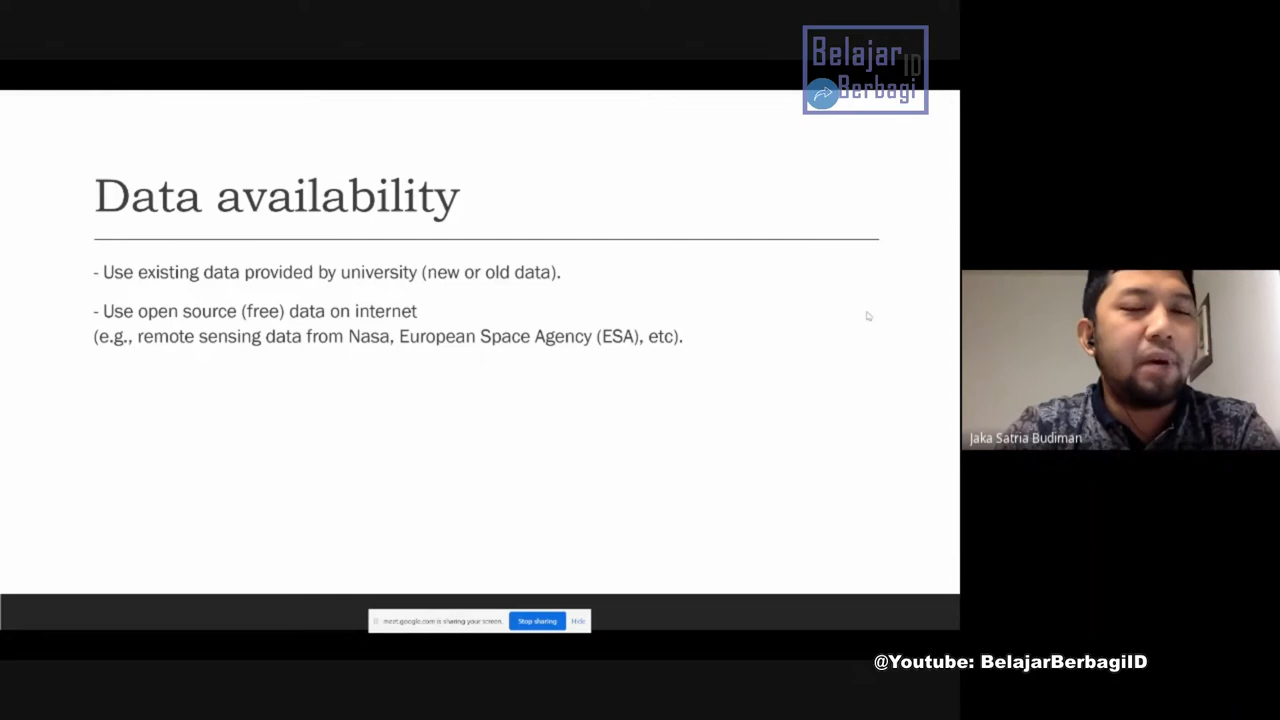 Belajar
ID
Berbagi
Data availability
- Use existing data provided by university (new or old data).
- Use open source (free) data on internet
(e.g., remote sensing data from Nasa, European Space Agency (ESA), etc).
Jaka Satria Budiman
meet.google.com is sharing your screen.
Stop sharing
Hide
@Youtube: BelajarBerbagiID